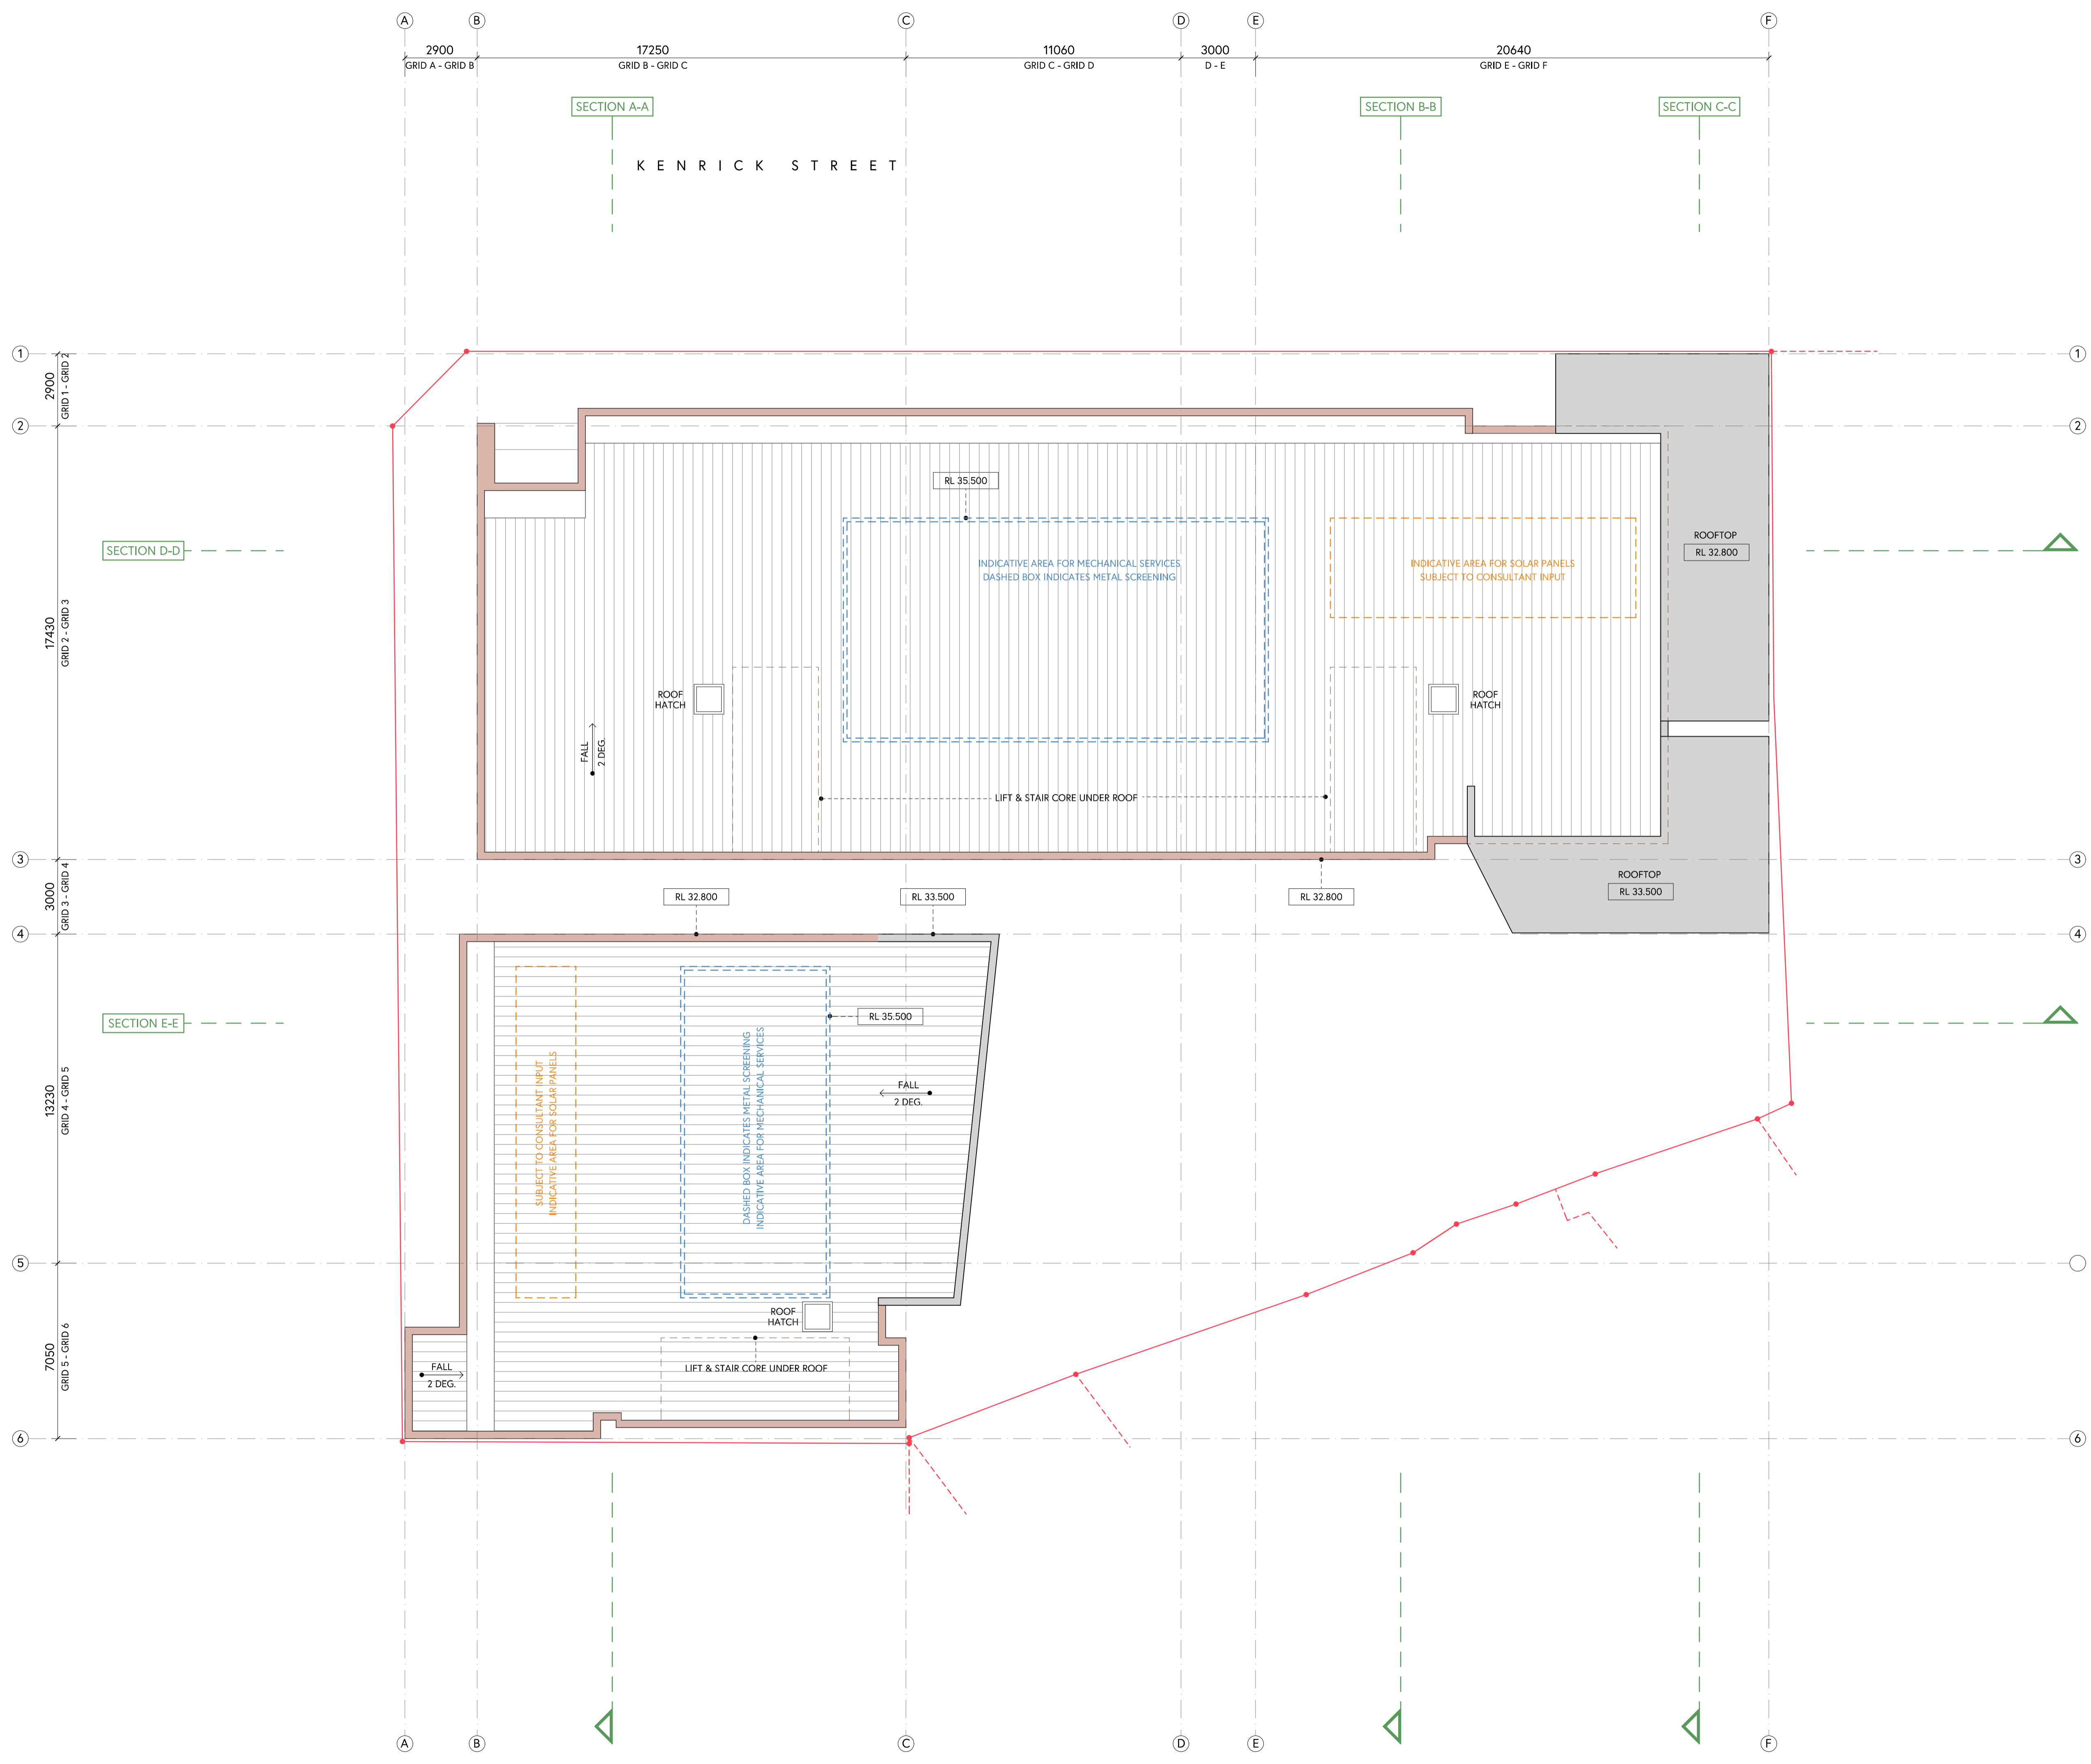 A B C D E F
2900 17250 11060 3000 20640
GRID A - GRID B GRID B - GRID C GRID C - GRID D D - E GRID E - GRID F
SECTION A-A SECTION B-B SECTION C-C
KENRICK STREET
1 1
2900
GRID 1 - GRID 2
2 2
RL 35.500
17430
GRID 2 - GRID 3
SECTION D-D
INDICATIVE AREA FOR MECHANICAL SERVICES
DASHED BOX INDICATES METAL SCREENING
INDICATIVE AREA FOR SOLAR PANELS
SUBJECT TO CONSULTANT INPUT
ROOFTOP
RL 32.800
ROOF
HATCH
ROOF
HATCH
FALL
2 DEG.
LIFT & STAIR CORE UNDER ROOF
3 3
3000
GRID 3 - GRID 4
RL 32.800 RL 33.500 RL 32.800
ROOFTOP
RL 33.500
4 4
SECTION E-E
RL 35.500
13230
GRID 4 - GRID 5
SUBJECT TO CONSULTANT INPUT
INDICATIVE AREA FOR SOLAR PANELS
DASHED BOX INDICATES METAL SCREENING
INDICATIVE AREA FOR MECHANICAL SERVICES
FALL
2 DEG.
5
7050
GRID 5 - GRID 6
ROOF
HATCH
FALL
2 DEG.
LIFT & STAIR CORE UNDER ROOF
6 6
A B C D E F